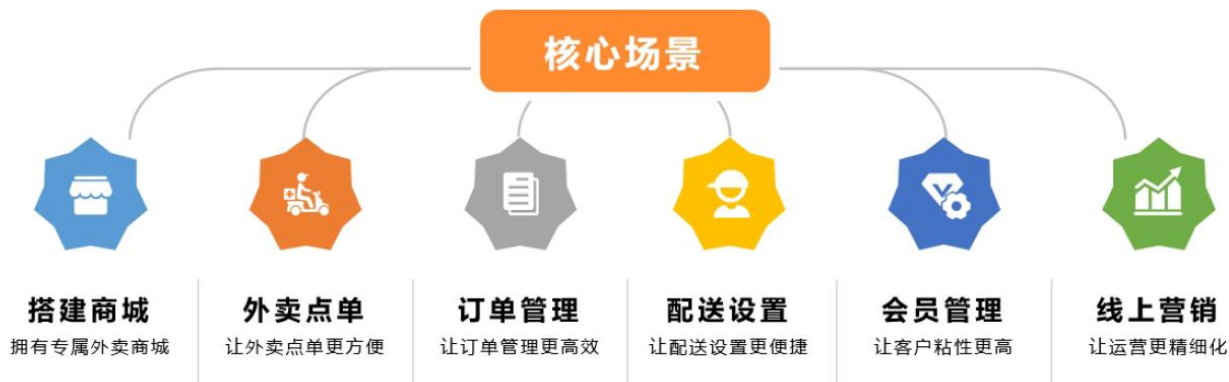 核心场景
搭建商城
拥有专属外卖商城
外卖点单
让外卖点单更方便
订单管理
让订单管理更高效
配送设置
让配送设置更便捷
会员管理
让客户粘性更高
线上营销
让运营更精细化